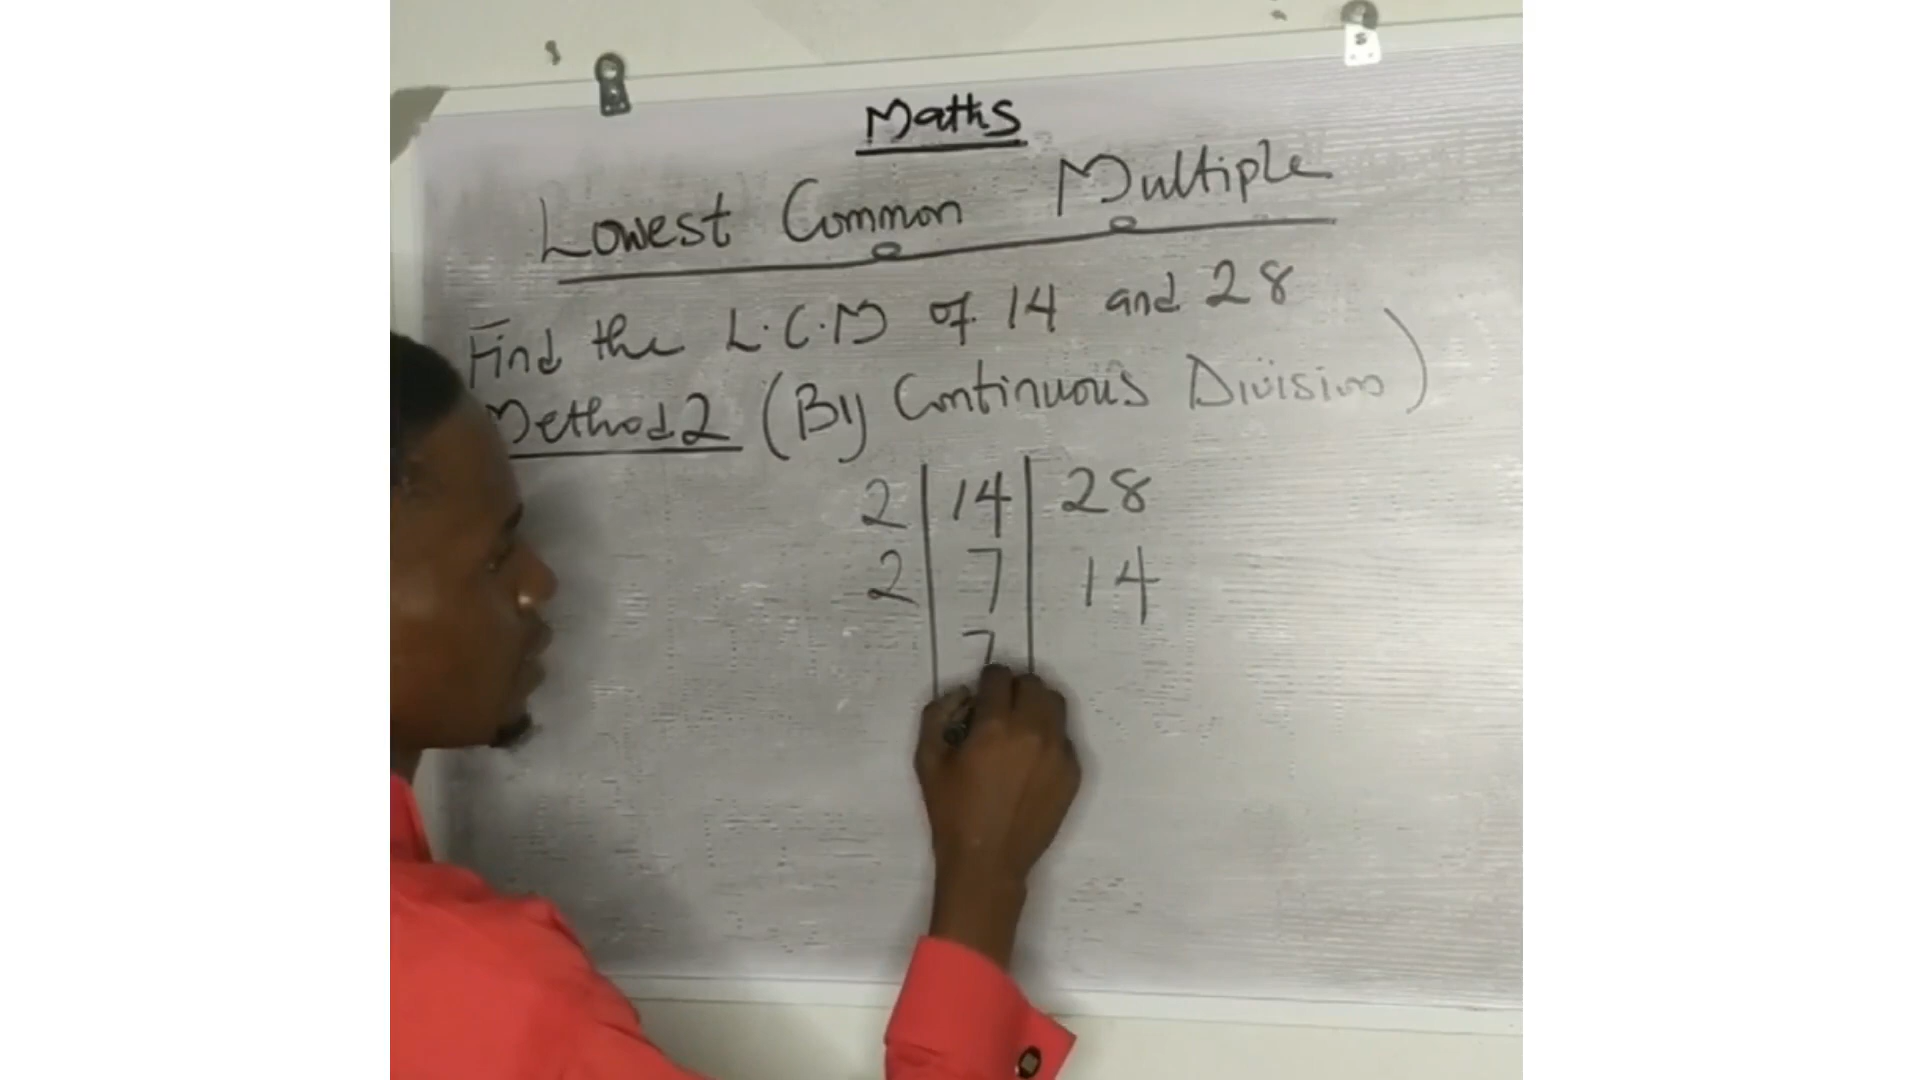 Maths
Lowest Common Multiple
Find the L.C.M of 14 and 28
Method 2 (By Continuous Division)
2 | 14 | 28
2 | 7 | 14
7